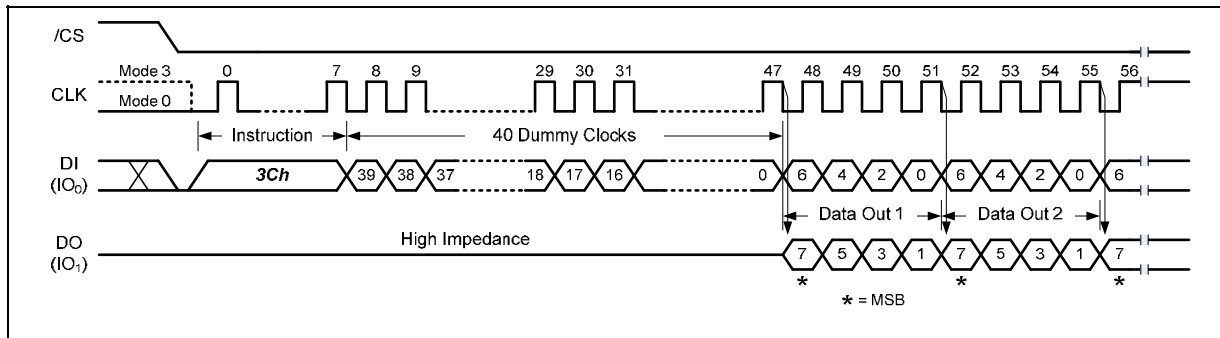 /CS
Mode 3 0 7 8 9 29 30 31 47 48 49 50 51 52 53 54 55 56
CLK Mode 0
Instruction 40 Dummy Clocks
DI (IO0) 3Ch 39 38 37 18 17 16 0 6 4 2 0 6 4 2 0 6
Data Out 1 Data Out 2
DO (IO1) High Impedance 7 5 3 1 7 5 3 1 7
* * *
* = MSB